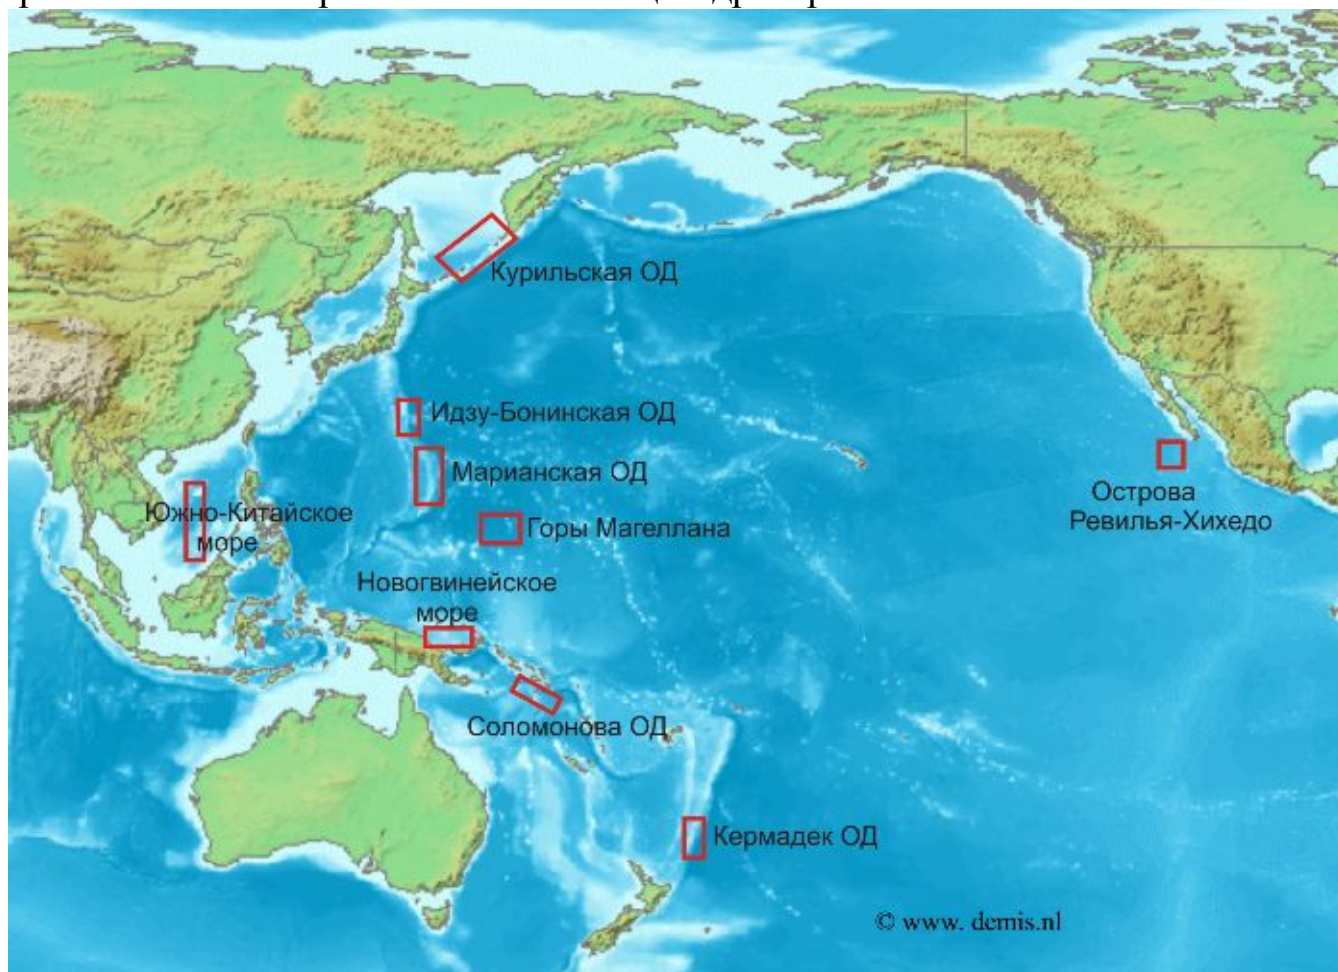 Курильская ОД
Идзу-Бонинская ОД
Марианская ОД
Острова
Ревилья-Хихедо
Южно-Китайское
море
Горы Магеллана
Новогвинейское
море
Соломонова ОД
Кермадек ОД
© www. demis.nl